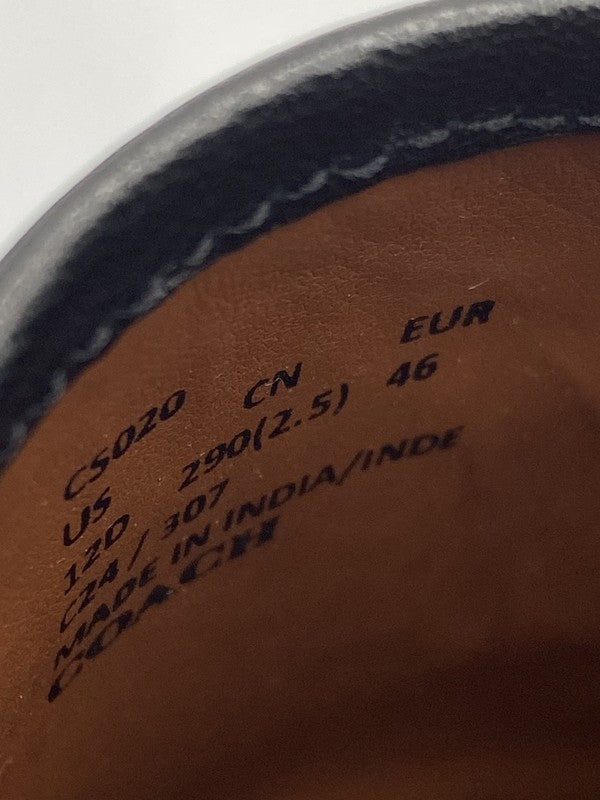 CS020
US CN EUR
12D 290(2.5) 46
C24 / 307
MADE IN INDIA/INDE
COACH